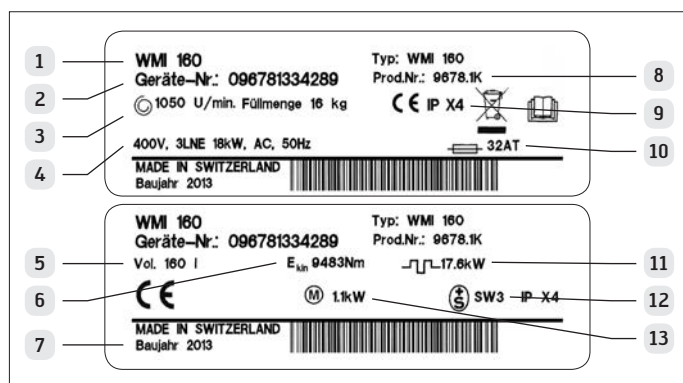 1 WMI 160 Typ: WMI 160
2 Geräte-Nr.: 096781334289 Prod.Nr.: 9678.1K 8
3 1050 U/min. Füllmenge 16 kg CE IP X4 9
4 400V, 3LNE 18kW, AC, 50Hz 32AT 10
MADE IN SWITZERLAND
Baujahr 2013
WMI 160 Typ: WMI 160
Geräte-Nr.: 096781334289 Prod.Nr.: 9678.1K
5 Vol. 160 l Ekin 9483Nm 17.6kW 11
6 CE M 1.1kW +S SW3 IP X4 12
MADE IN SWITZERLAND 13
7 Baujahr 2013